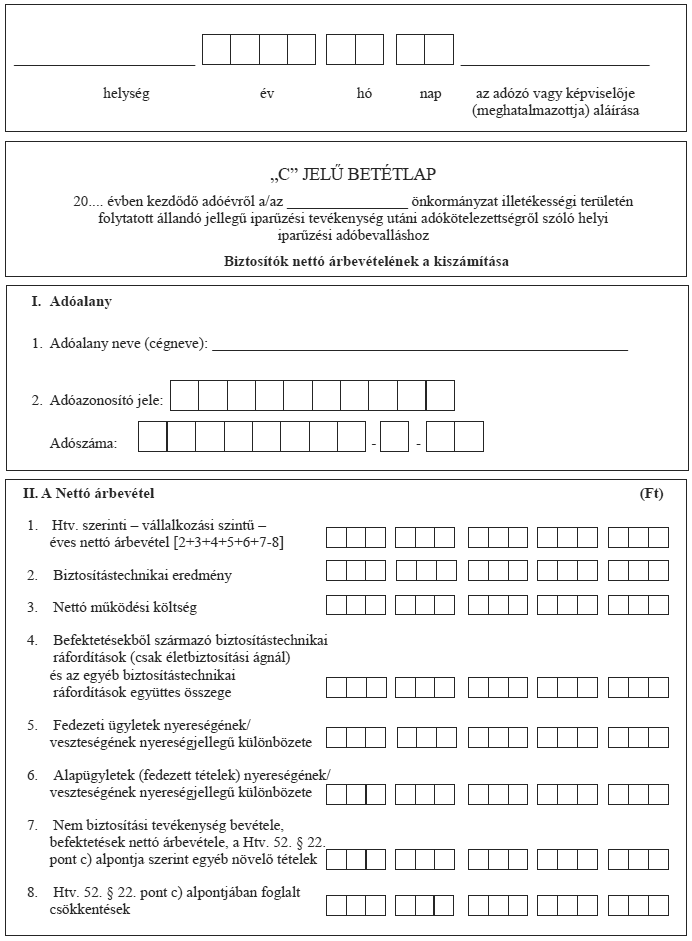 helység év hó nap az adózó vagy képviselője
(meghatalmazottja) aláírása
„C” JELŰ BETÉTLAP
20.... évben kezdődő adóévről a/az ________________ önkormányzat illetékességi területén
folytatott állandó jellegű iparűzési tevékenység utáni adókötelezettségről szóló helyi
iparűzési adóbevalláshoz
Biztosítók nettó árbevételének a kiszámítása
I. Adóalany
1. Adóalany neve (cégneve): ________________
2. Adóazonosító jele:
Adószáma: - -
II. A Nettó árbevétel (Ft)
1. Htv. szerinti – vállalkozási szintű –
éves nettó árbevétel [2+3+4+5+6+7-8]
2. Biztosítástechnikai eredmény
3. Nettó működési költség
4. Befektetésekből származó biztosítástechnikai
ráfordítások (csak életbiztosítási ágnál)
és az egyéb biztosítástechnikai
ráfordítások együttes összege
5. Fedezeti ügyletek nyereségének/
veszteségének nyereségjellegű különbözete
6. Alapügyletek (fedezett tételek) nyereségének/
veszteségének nyereségjellegű különbözete
7. Nem biztosítási tevékenység bevétele,
befektetések nettó árbevétele, a Htv. 52. § 22.
pont c) alpontja szerint egyéb növelő tételek
8. Htv. 52. § 22. pont c) alpontjában foglalt
csökkentések